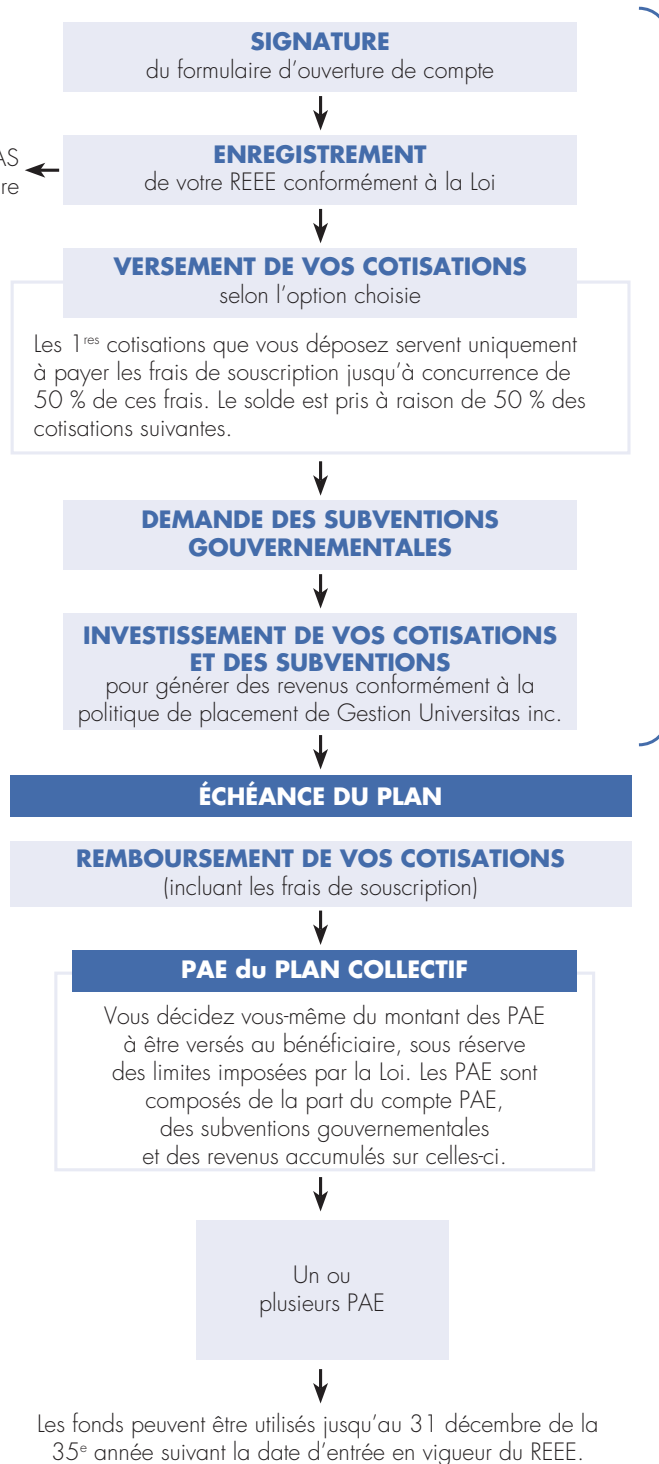 SIGNATURE
du formulaire d'ouverture de compte
AS
re
ENREGISTREMENT
de votre REEE conformément à la Loi
VERSEMENT DE VOS COTISATIONS
selon l'option choisie
Les 1res cotisations que vous déposez servent uniquement
à payer les frais de souscription jusqu'à concurrence de
50 % de ces frais. Le solde est pris à raison de 50 % des
cotisations suivantes.
DEMANDE DES SUBVENTIONS
GOUVERNEMENTALES
INVESTISSEMENT DE VOS COTISATIONS
ET DES SUBVENTIONS
pour générer des revenus conformément à la
politique de placement de Gestion Universitas inc.
ÉCHÉANCE DU PLAN
REMBOURSEMENT DE VOS COTISATIONS
(incluant les frais de souscription)
PAE du PLAN COLLECTIF
Vous décidez vous-même du montant des PAE
à être versés au bénéficiaire, sous réserve
des limites imposées par la Loi. Les PAE sont
composés de la part du compte PAE,
des subventions gouvernementales
et des revenus accumulés sur celles-ci.
Un ou
plusieurs PAE
Les fonds peuvent être utilisés jusqu'au 31 décembre de la
35e année suivant la date d'entrée en vigueur du REEE.